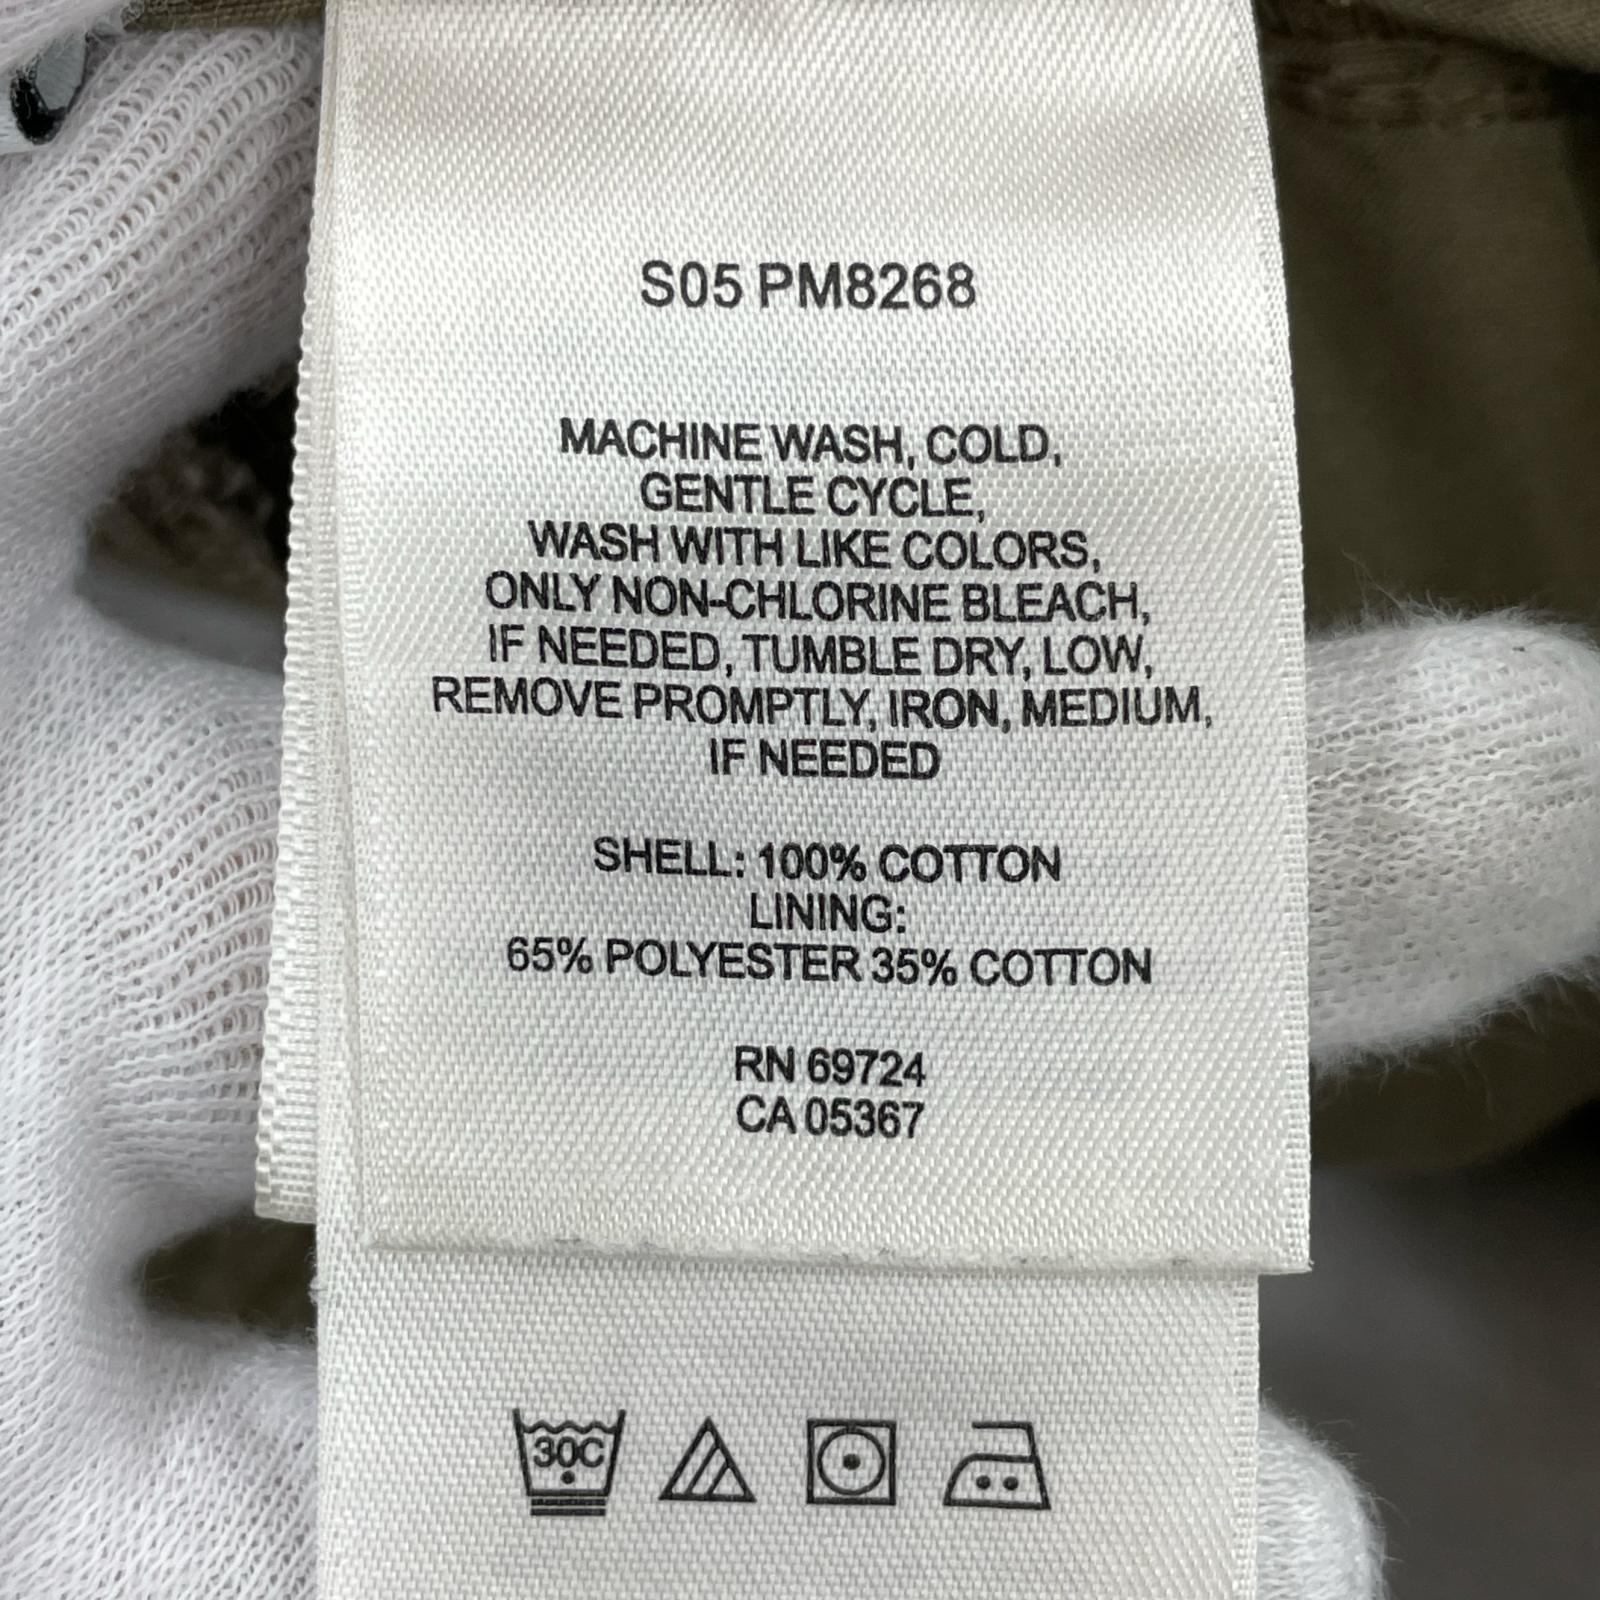 S05 PM8268
MACHINE WASH, COLD,
GENTLE CYCLE,
WASH WITH LIKE COLORS,
ONLY NON-CHLORINE BLEACH,
IF NEEDED, TUMBLE DRY, LOW,
REMOVE PROMPTLY, IRON, MEDIUM,
IF NEEDED
SHELL: 100% COTTON
LINING:
65% POLYESTER 35% COTTON
RN 69724
CA 05367
30C